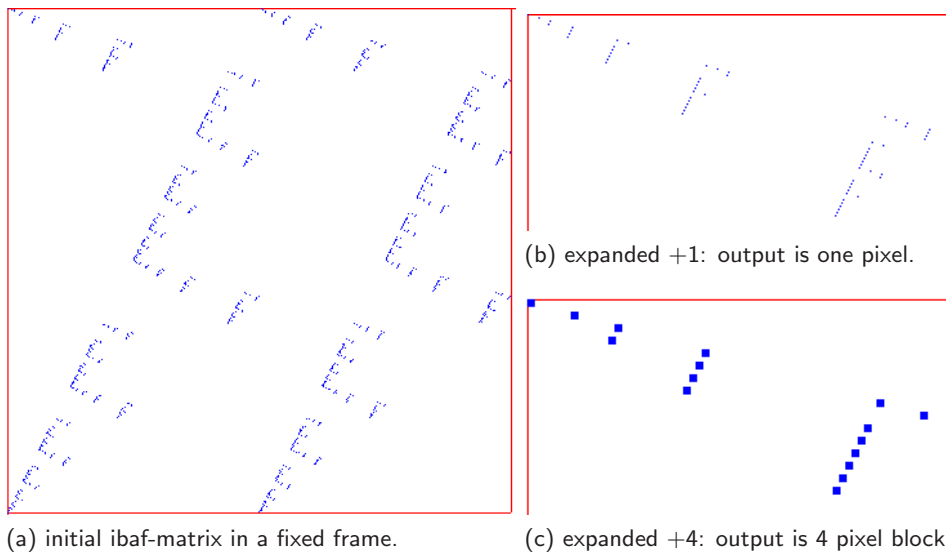 (b) expanded +1: output is one pixel.
(a) initial ibaf-matrix in a fixed frame.
(c) expanded +4: output is 4 pixel block